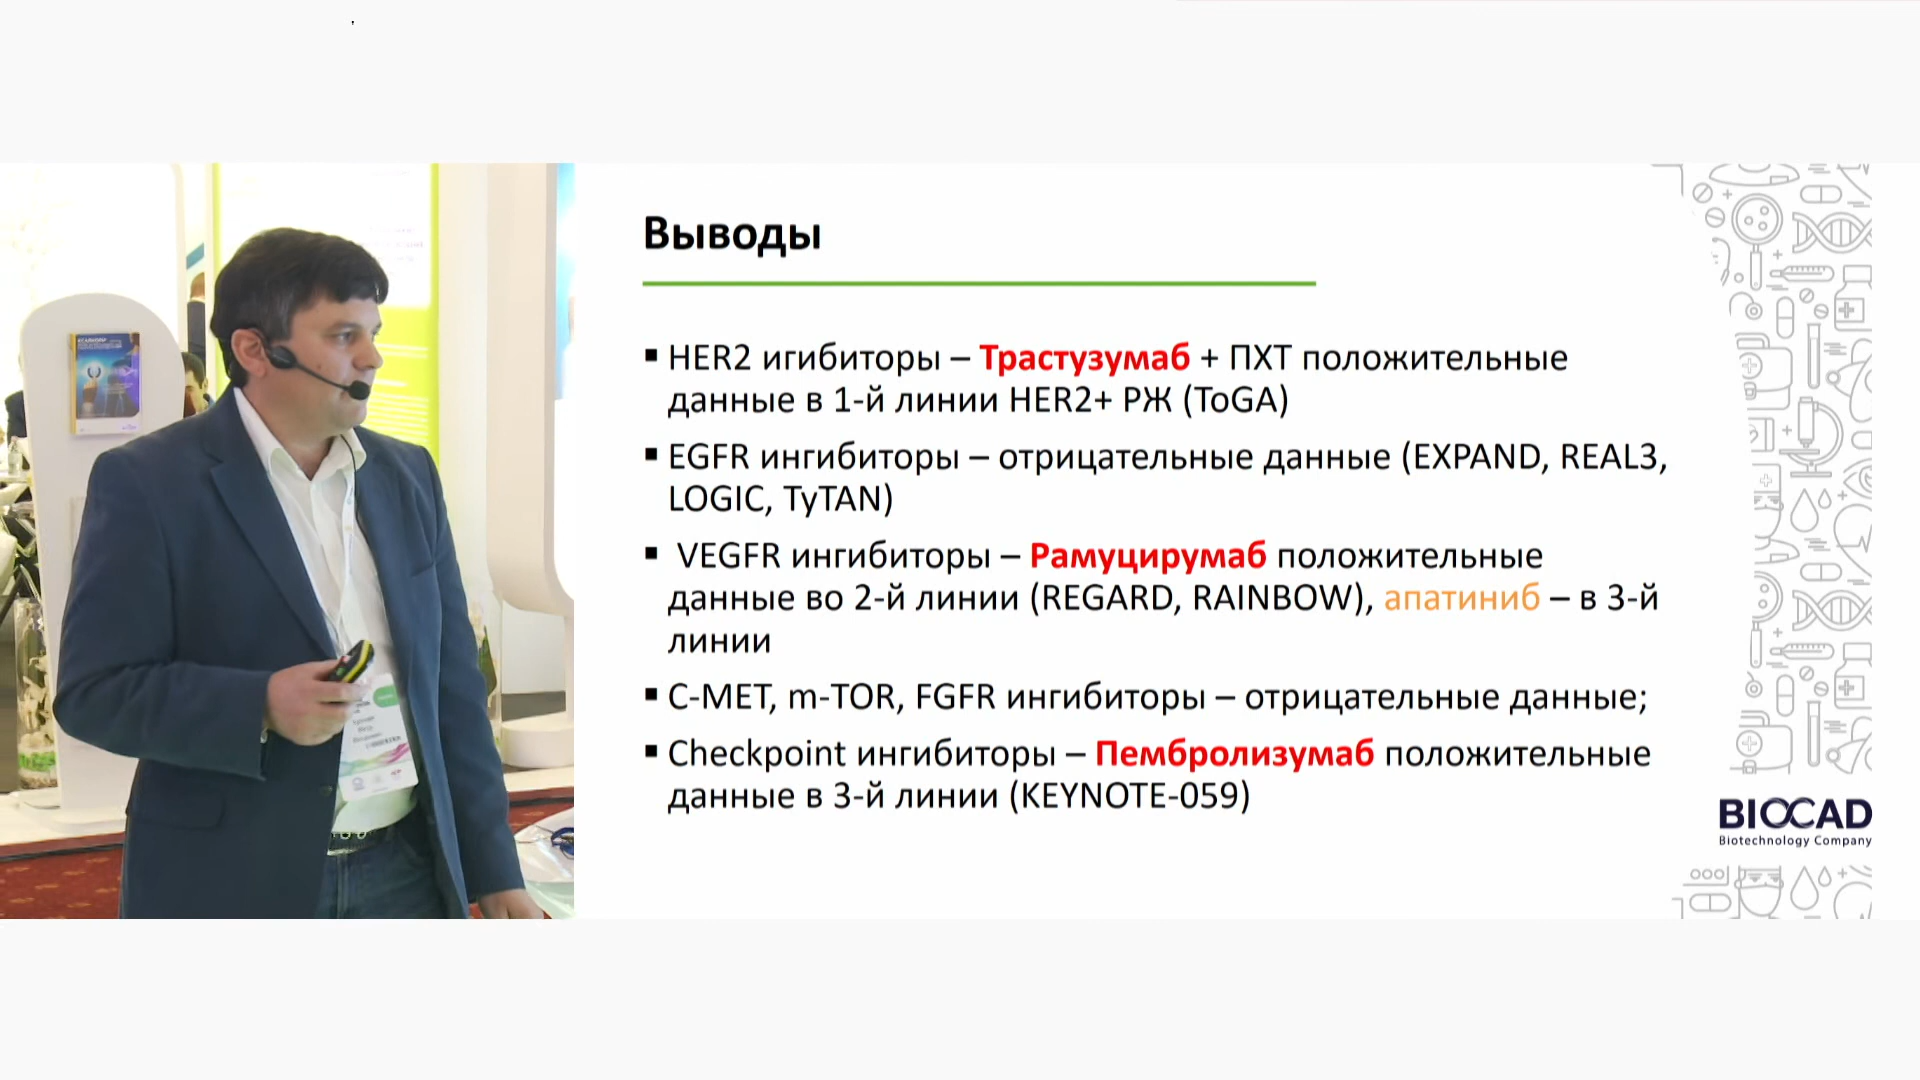 Выводы
▪ HER2 игибиторы – Трастузумаб + ПХТ положительные
данные в 1-й линии HER2+ РЖ (ToGA)
▪ EGFR ингибиторы – отрицательные данные (EXPAND, REAL3,
LOGIC, TyTAN)
▪ VEGFR ингибиторы – Рамуцирумаб положительные
данные во 2-й линии (REGARD, RAINBOW), апатиниб – в 3-й
линии
▪ C-MET, m-TOR, FGFR ингибиторы – отрицательные данные;
▪ Checkpoint ингибиторы – Пембролизумаб положительные
данные в 3-й линии (KEYNOTE-059)
BIOCAD
Biotechnology Company